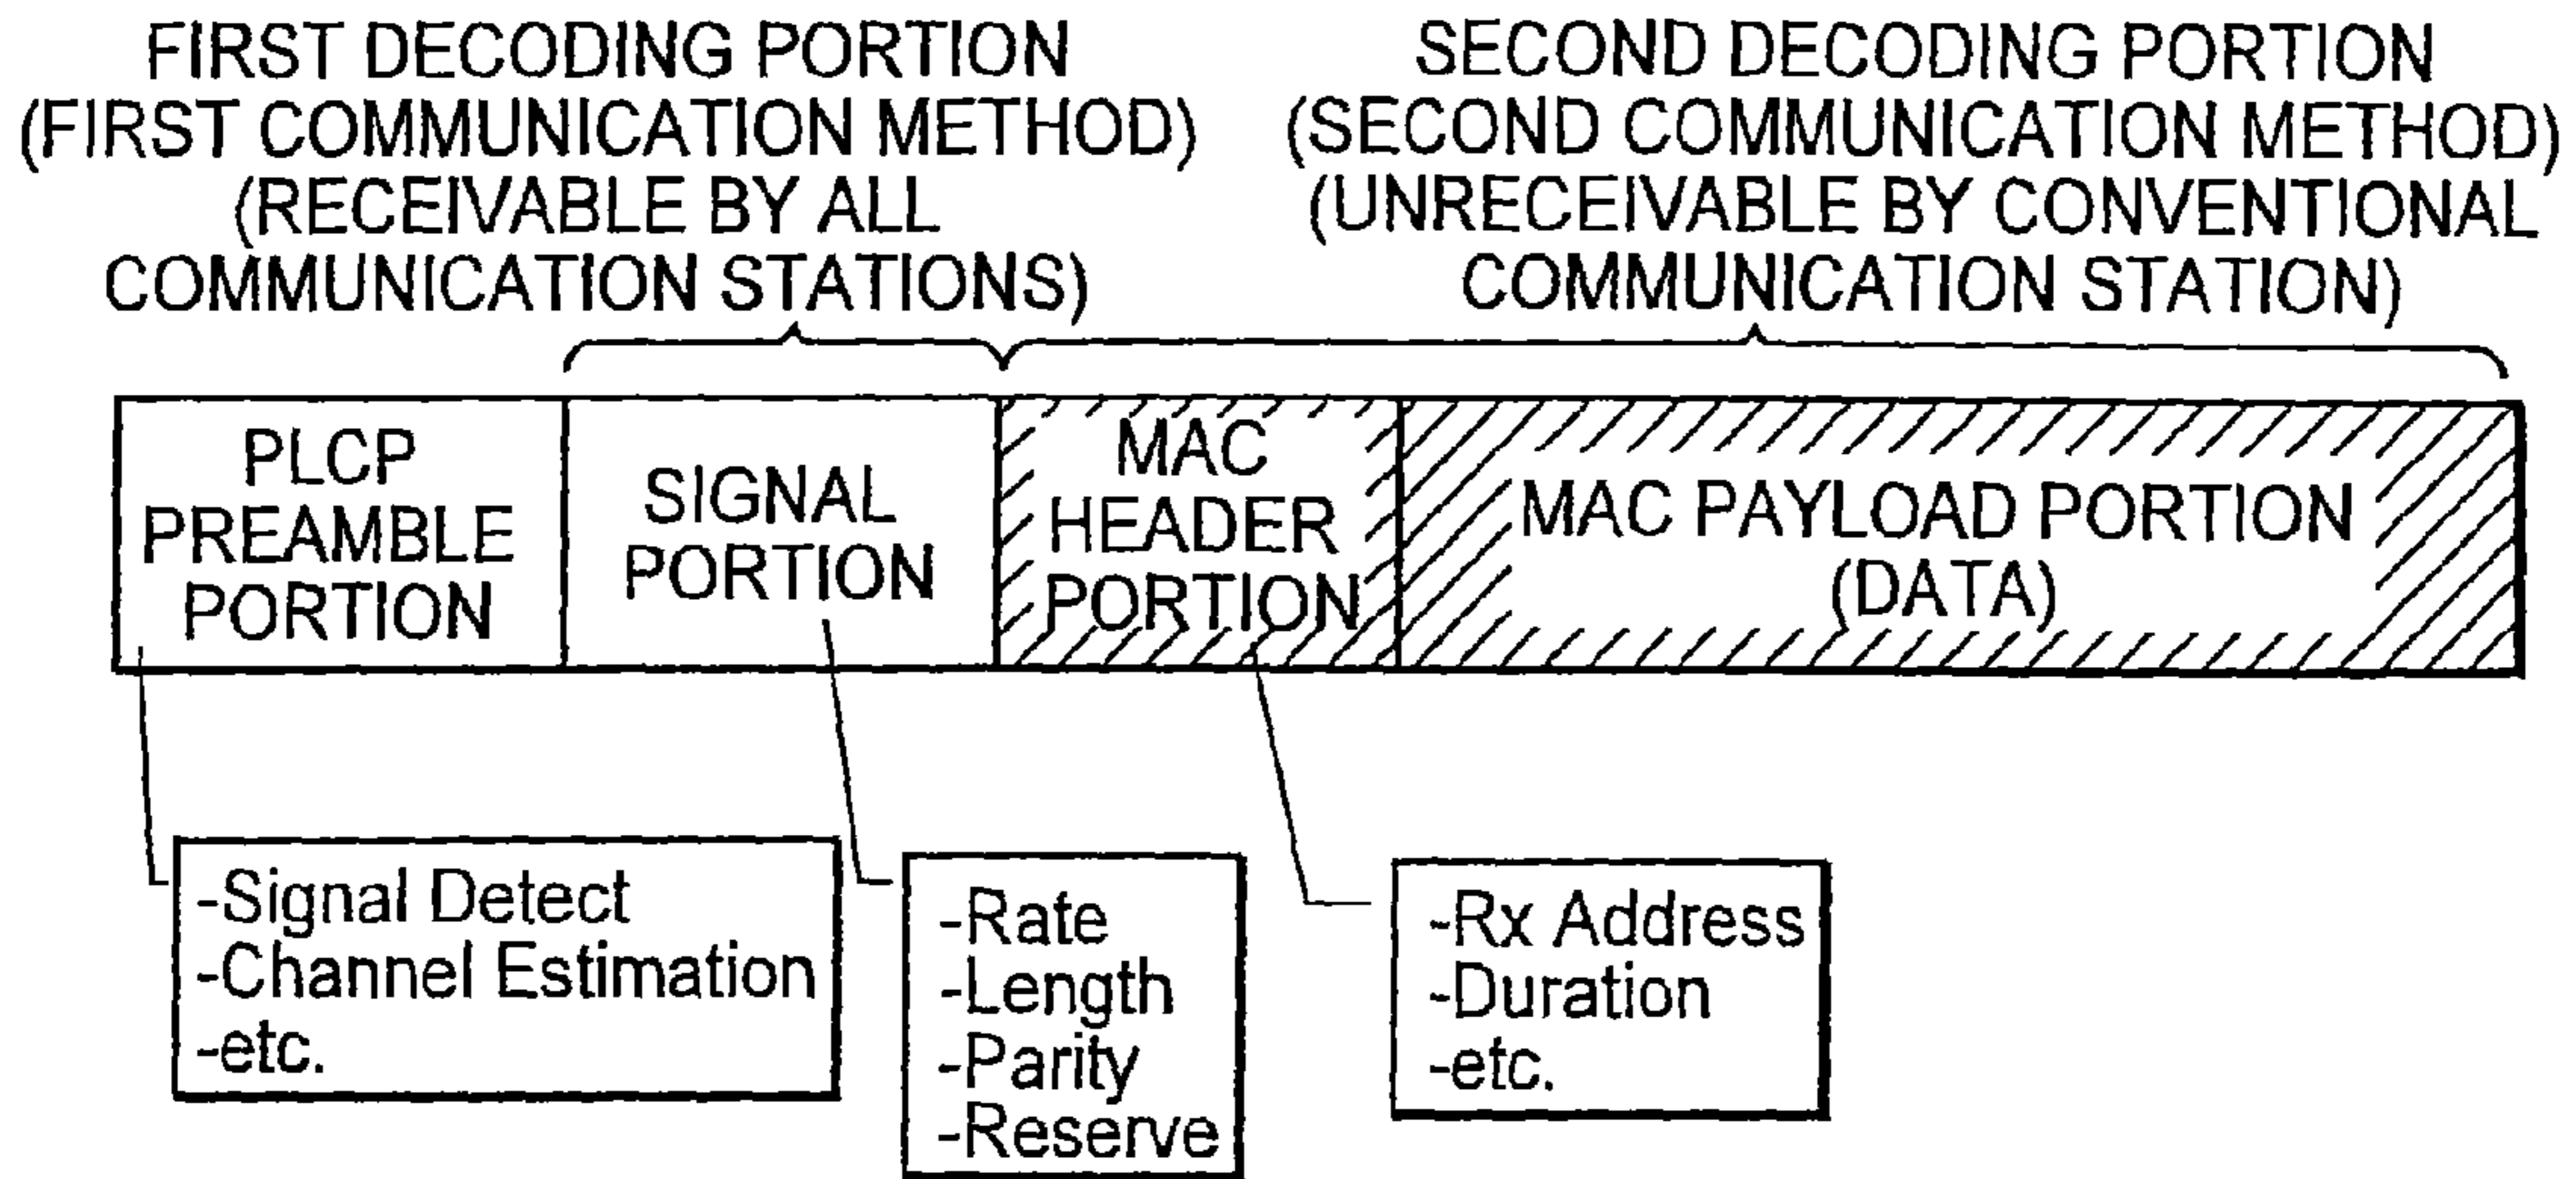 FIRST DECODING PORTION
(FIRST COMMUNICATION METHOD)
(RECEIVABLE BY ALL
COMMUNICATION STATIONS)
SECOND DECODING PORTION
(SECOND COMMUNICATION METHOD)
(UNRECEIVABLE BY CONVENTIONAL
COMMUNICATION STATION)
PLCP
PREAMBLE
PORTION
SIGNAL
PORTION
MAC
HEADER
PORTION
MAC PAYLOAD PORTION
(DATA)
-Signal Detect
-Channel Estimation
-etc.
-Rate
-Length
-Parity
-Reserve
-Rx Address
-Duration
-etc.